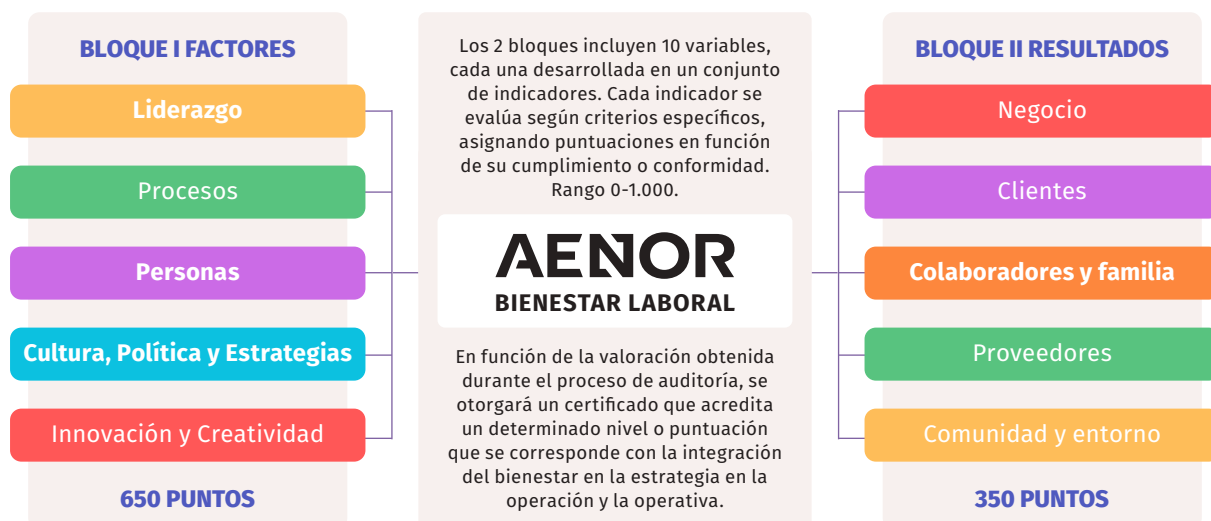 BLOQUE I FACTORES
Liderazgo
Procesos
Personas
Cultura, Política y Estrategias
Innovación y Creatividad
650 PUNTOS
Los 2 bloques incluyen 10 variables,
cada una desarrollada en un conjunto
de indicadores. Cada indicador se
evalúa según criterios específicos,
asignando puntuaciones en función
de su cumplimiento o conformidad.
Rango 0-1.000.
AENOR
BIENESTAR LABORAL
En función de la valoración obtenida
durante el proceso de auditoría, se
otorgará un certificado que acredita
un determinado nivel o puntuación
que se corresponde con la integración
del bienestar en la estrategia en la
operación y la operativa.
BLOQUE II RESULTADOS
Negocio
Clientes
Colaboradores y familia
Proveedores
Comunidad y entorno
350 PUNTOS